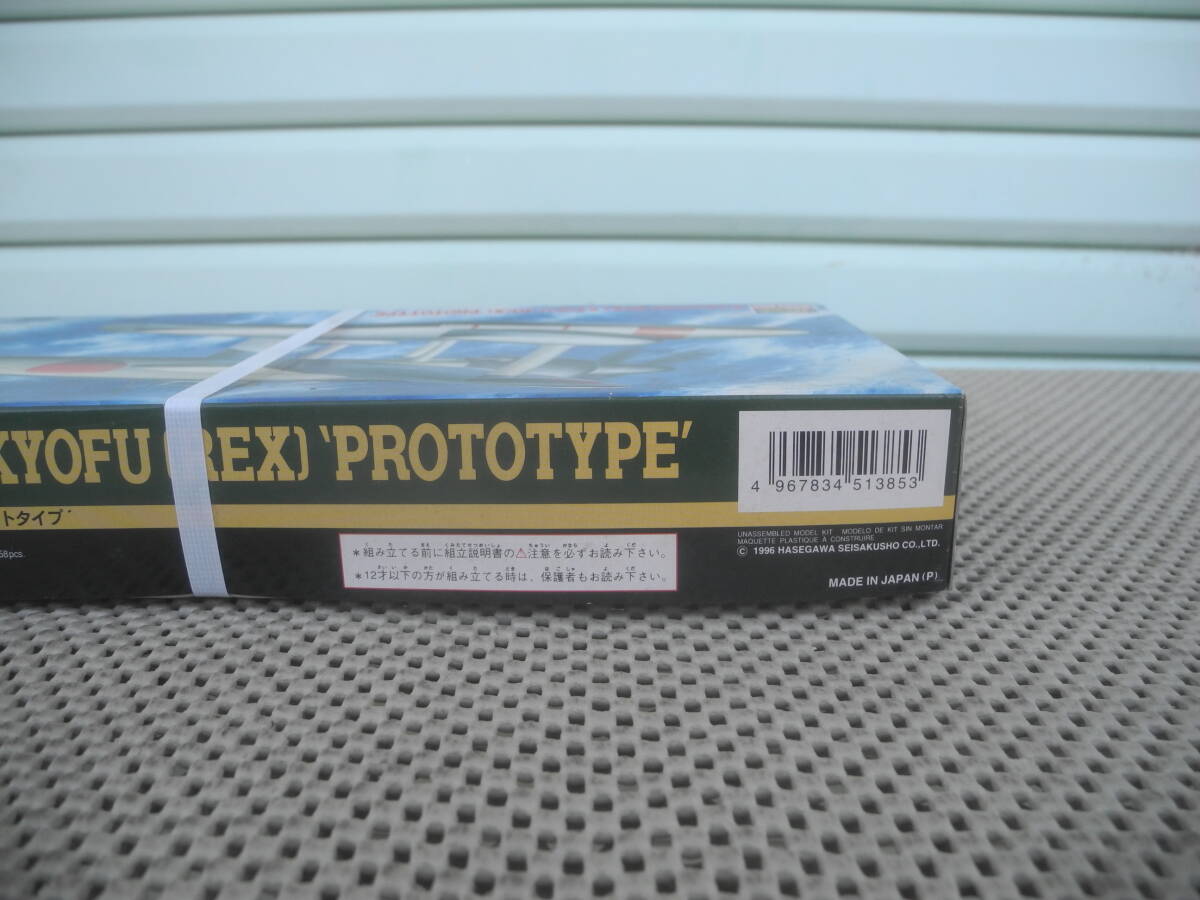 KYOFU (REX) 'PROTOTYPE'
トタイプ"
58pcs.
*組み立てる前に組立説明書の⚠注意を必ずお読み下さい。
*12才以下の方が組み立てる時は、保護者もお読み下さい。
4 967834 513853
UNASSEMBLED MODEL KIT MODELO DE KIT SIN MONTAR
MAQUETTE PLASTIQUE À CONSTRUIRE
© 1996 HASEGAWA SEISAKUSHO CO., LTD.
MADE IN JAPAN (P)